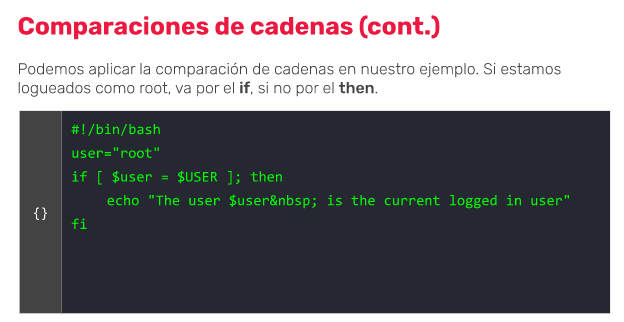 Comparaciones de cadenas (cont.)
Podemos aplicar la comparación de cadenas en nuestro ejemplo. Si estamos
logueados como root, va por el if, si no por el then.
#!/bin/bash
user="root"
if [ $user = $USER ]; then
echo "The user $user&nbsp; is the current logged in user"
{}
fi